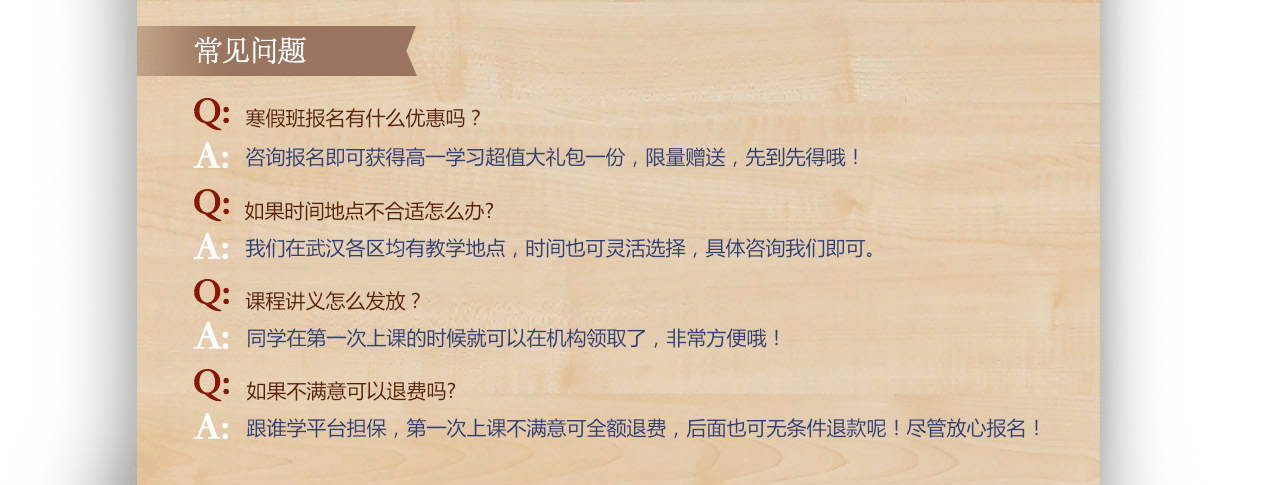 常见问题
Q: 寒假班报名有什么优惠吗？
A: 咨询报名即可获得高一学习超值大礼包一份，限量赠送，先到先得哦！
Q: 如果时间地点不合适怎么办?
A: 我们在武汉各区均有教学地点，时间也可灵活选择，具体咨询我们即可。
Q: 课程讲义怎么发放？
A: 同学在第一次上课的时候就可以在机构领取了，非常方便哦！
Q: 如果不满意可以退费吗?
A: 跟谁学平台担保，第一次上课不满意可全额退费，后面也可无条件退款呢！尽管放心报名！